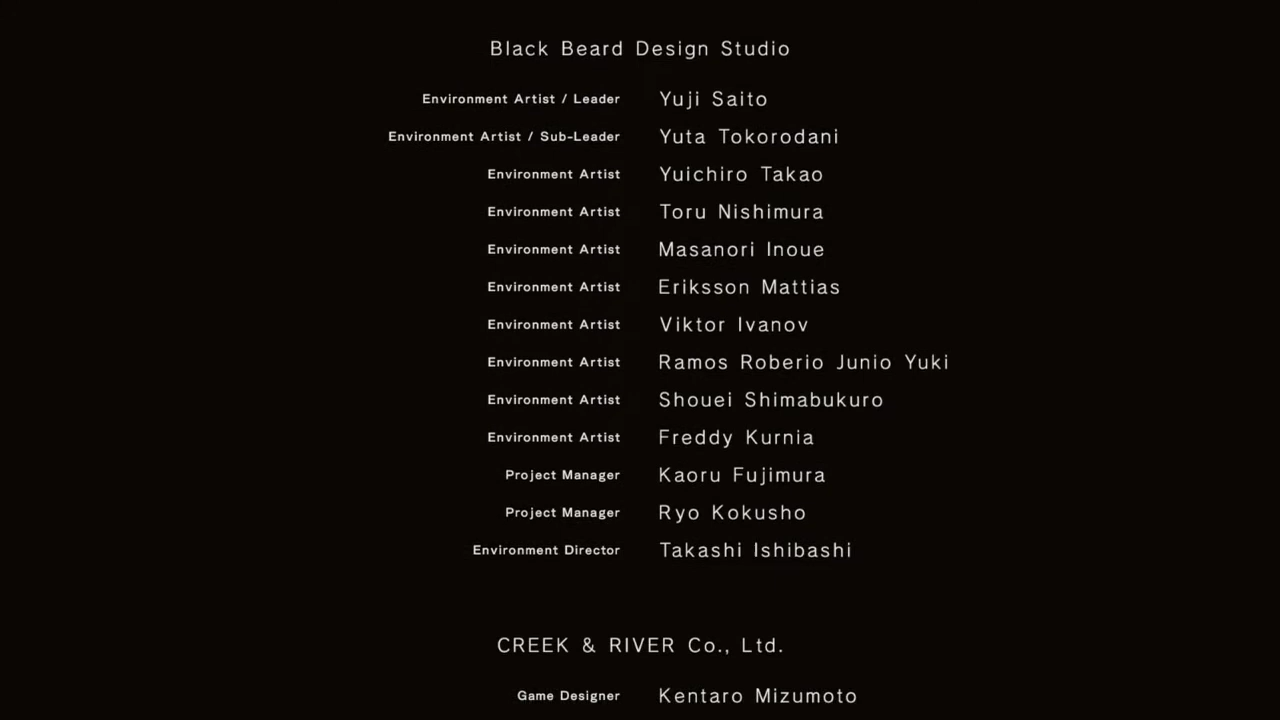 Black Beard Design Studio
Environment Artist / Leader Yuji Saito
Environment Artist / Sub-Leader Yuta Tokorodani
Environment Artist Yuichiro Takao
Environment Artist Toru Nishimura
Environment Artist Masanori Inoue
Environment Artist Eriksson Mattias
Environment Artist Viktor Ivanov
Environment Artist Ramos Roberio Junio Yuki
Environment Artist Shouei Shimabukuro
Environment Artist Freddy Kurnia
Project Manager Kaoru Fujimura
Project Manager Ryo Kokusho
Environment Director Takashi Ishibashi
CREEK & RIVER Co., Ltd.
Game Designer Kentaro Mizumoto